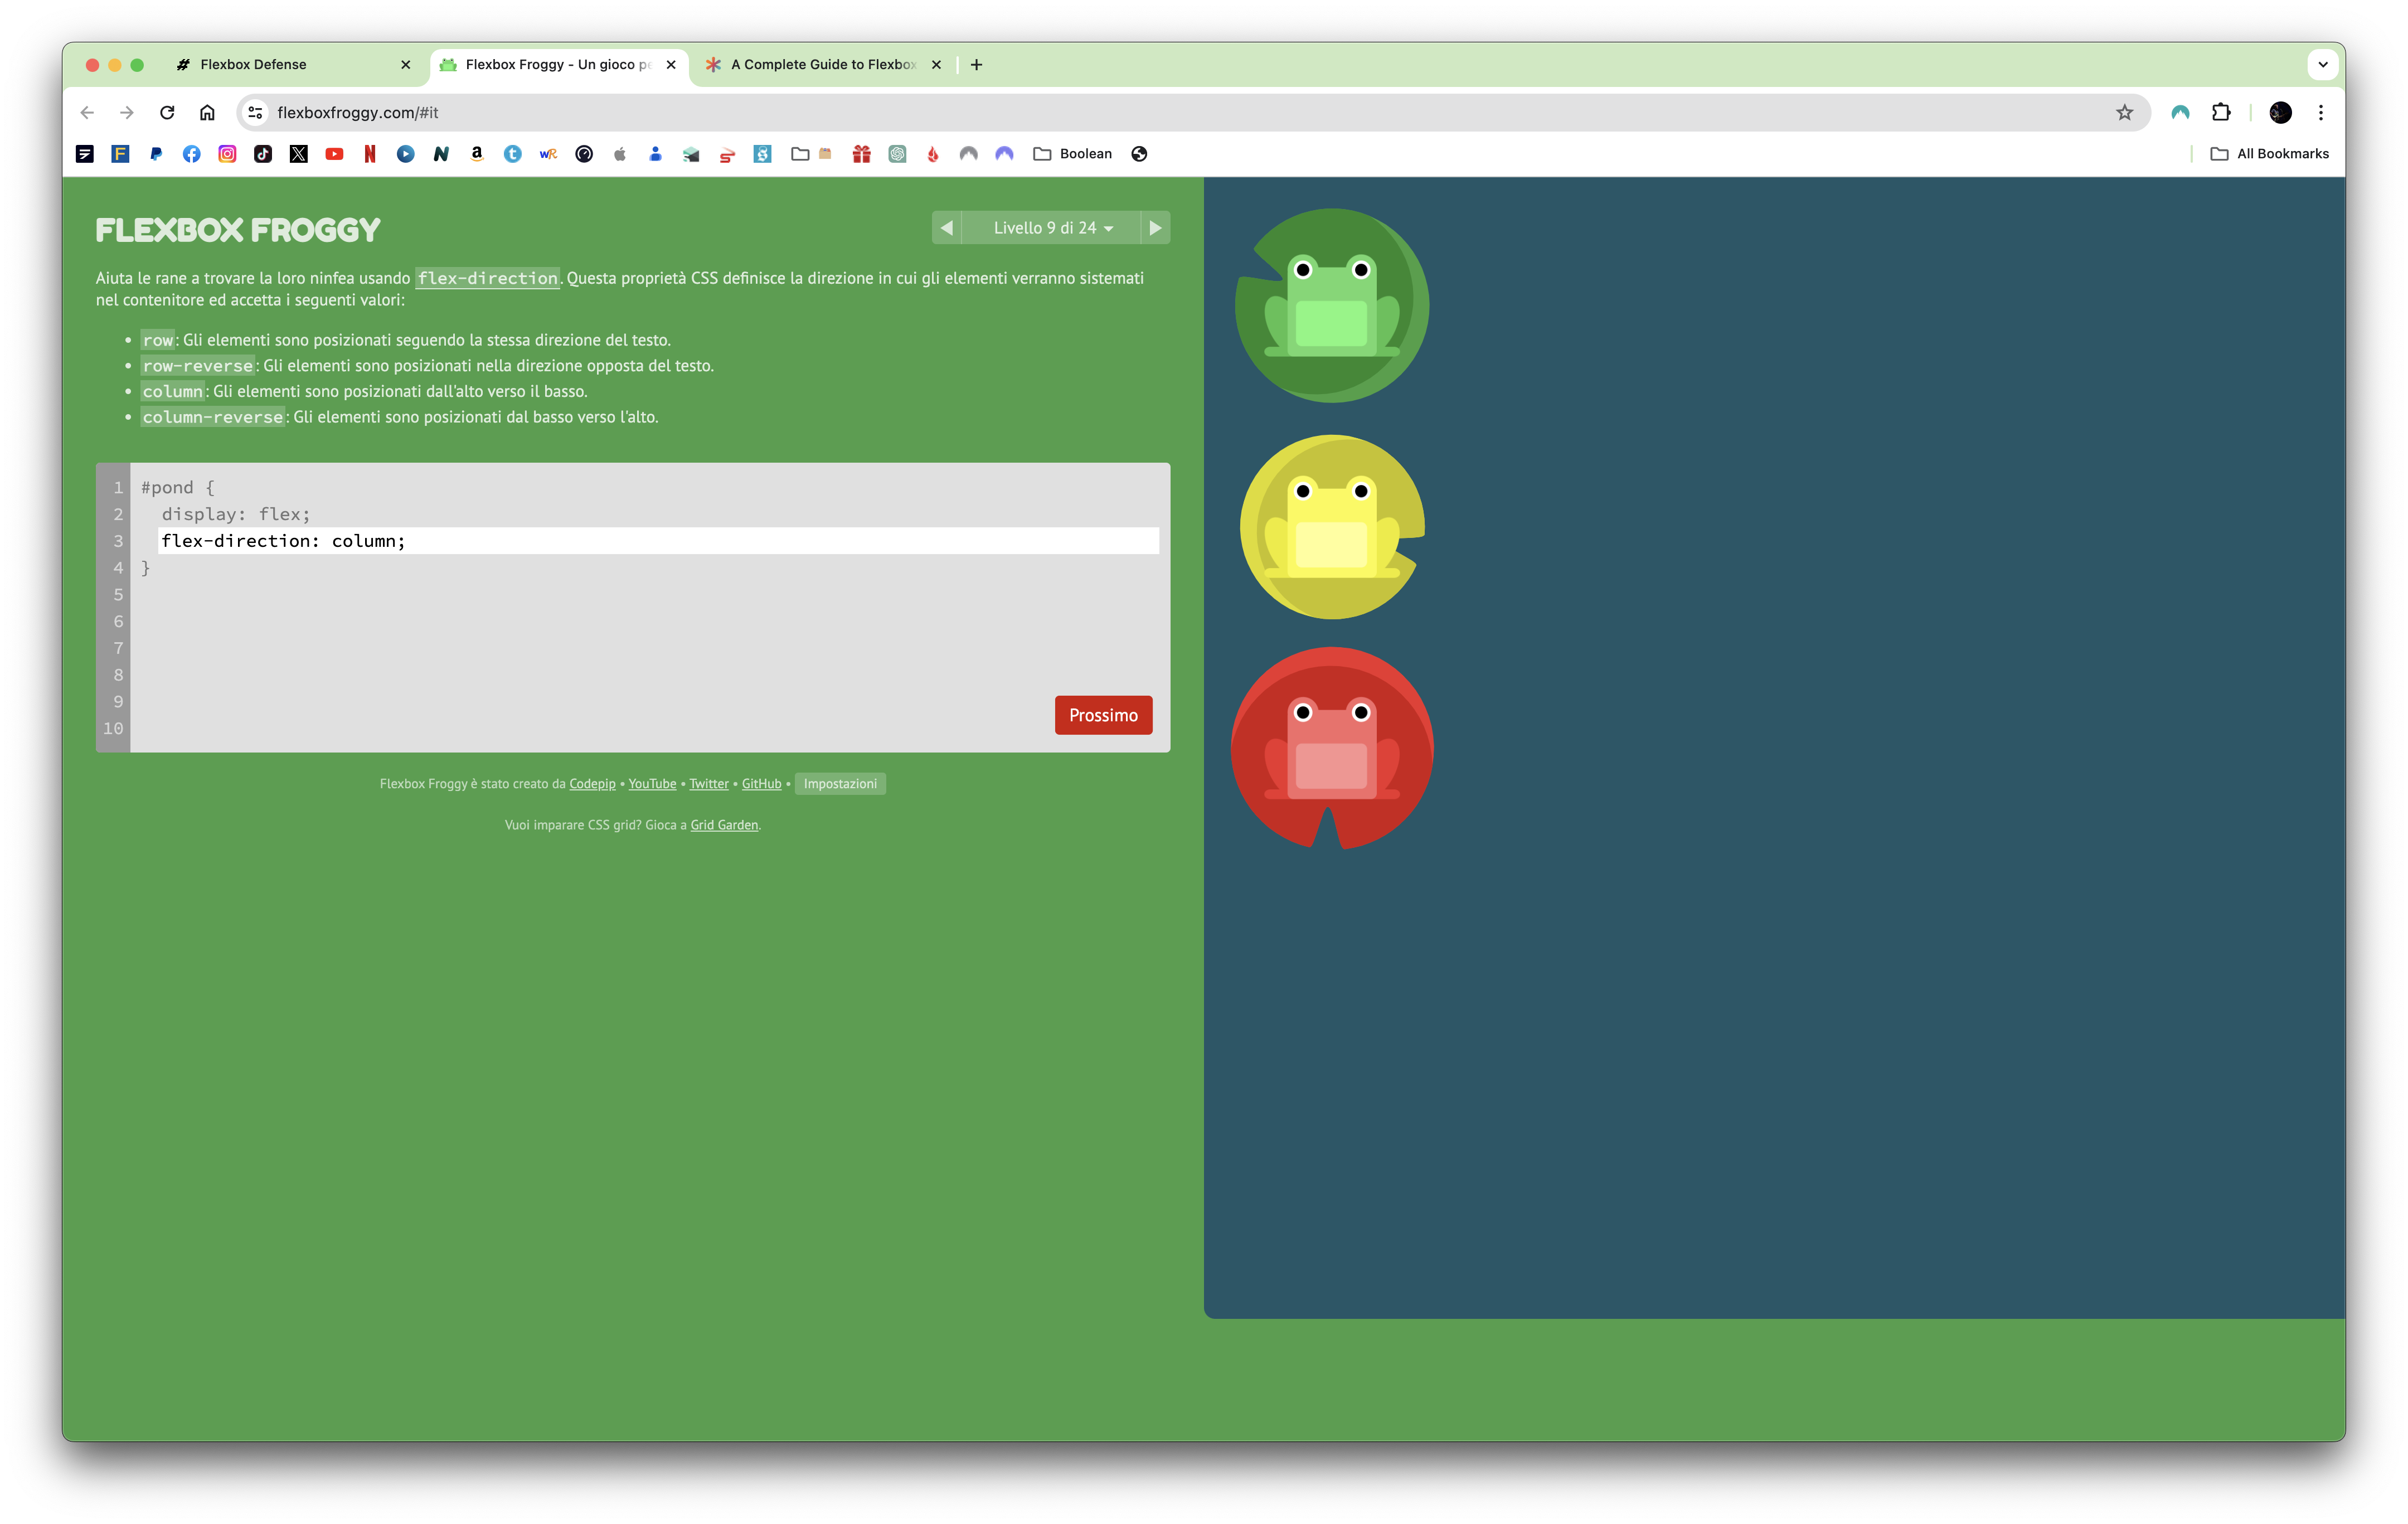 Flexbox Defense
Flexbox Froggy - Un gioco pe
A Complete Guide to Flexbox
flexboxfroggy.com/#it
Boolean
All Bookmarks
FLEXBOX FROGGY
Livello 9 di 24
Aiuta le rane a trovare la loro ninfea usando flex-direction. Questa proprietà CSS definisce la direzione in cui gli elementi verranno sistemati
nel contenitore ed accetta i seguenti valori:
• row: Gli elementi sono posizionati seguendo la stessa direzione del testo.
• row-reverse: Gli elementi sono posizionati nella direzione opposta del testo.
• column: Gli elementi sono posizionati dall'alto verso il basso.
• column-reverse: Gli elementi sono posizionati dal basso verso l'alto.
1 #pond {
2 display: flex;
3 flex-direction: column;
4 }
5
6
7
8
9
10
Prossimo
Flexbox Froggy è stato creato da Codepip • YouTube • Twitter • GitHub • Impostazioni
Vuoi imparare CSS grid? Gioca a Grid Garden.